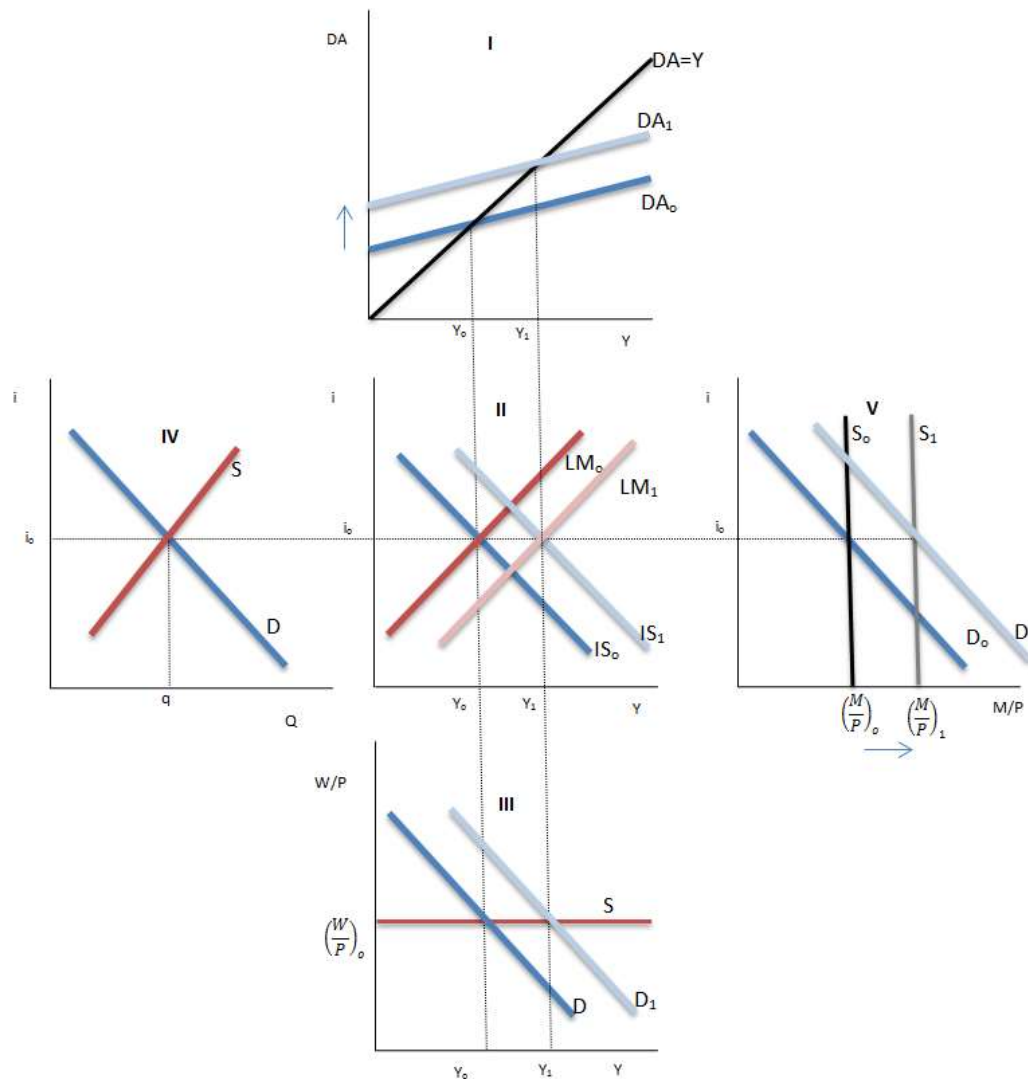 DA
I
DA=Y
DA₁
DAₒ
Yₒ
Y₁
Y
i
IV
S
iₒ
D
q
Q
i
II
LMₒ
LM₁
iₒ
ISₒ
IS₁
Yₒ
Y₁
Y
i
V
Sₒ
S₁
iₒ
Dₒ
D
(M/P)ₒ
(M/P)₁
M/P
W/P
III
S
(W/P)ₒ
D
D₁
Yₒ
Y₁
Y